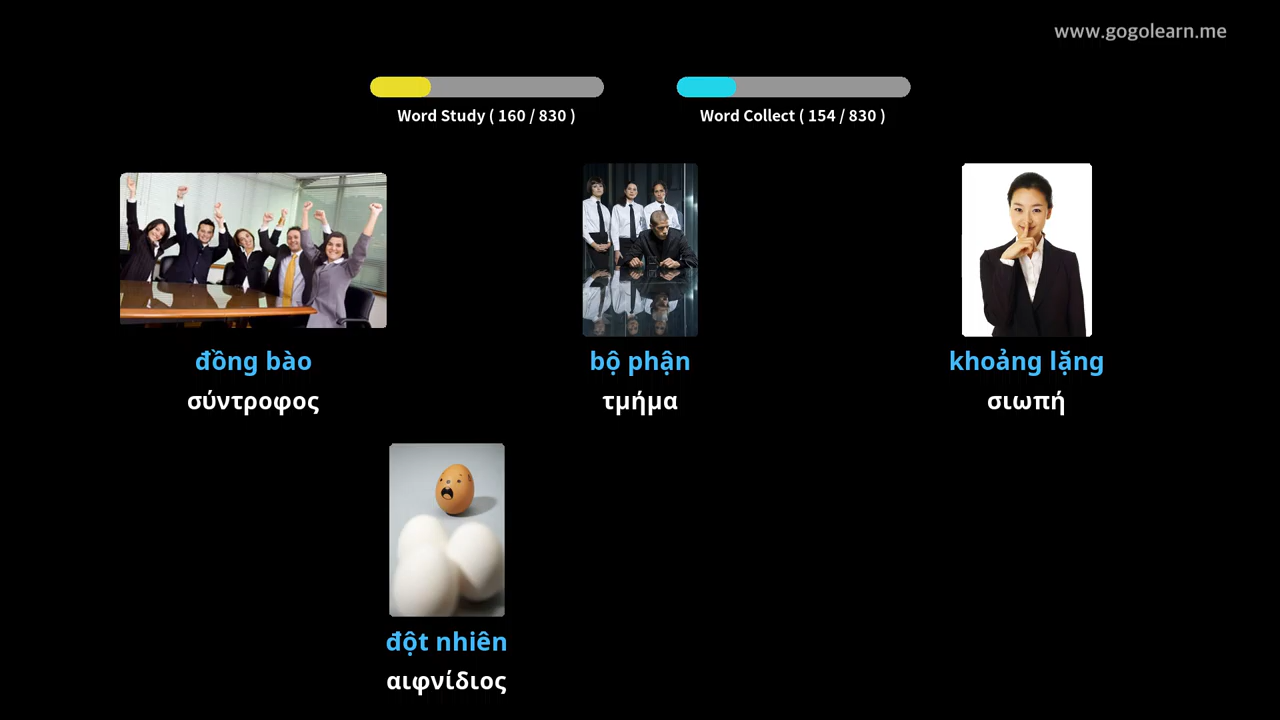 www.gogolearn.me
Word Study ( 160 / 830 )
Word Collect ( 154 / 830 )
đồng bào
σύντροφος
bộ phận
τμήμα
khoảng lặng
σιωπή
đột nhiên
αιφνίδιος